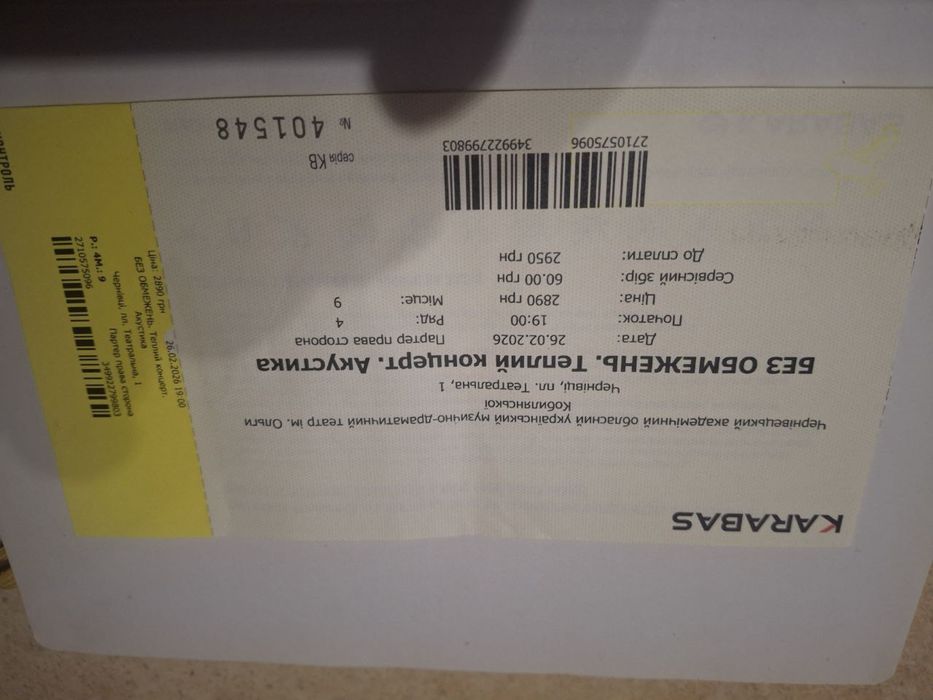 KARABAS
Чернівецький академічний обласний український музично-драматичний театр ім. Ольги
Кобилянської
Чернівці, пл. Театральна, 1
БЕЗ ОБМЕЖЕНЬ. Теплий концерт. Акустика
Дата: 26.02.2026 Партер права сторона
Початок: 19:00 Ряд: 4
Ціна: 2890 грн Місце: 9
Сервісний збір: 60.00 грн
До сплати: 2950 грн
2710575096 349922799803
серія КВ
№ 401548
КОНТРОЛЬ
26.02.2026 19:00
Ціна: 2890 грн
БЕЗ ОБМЕЖЕНЬ. Теплий концерт.
Акустика
Чернівці, пл. Театральна, 1
Партер права сторона
Р.: 4 М.: 9
2710575096 349922799803